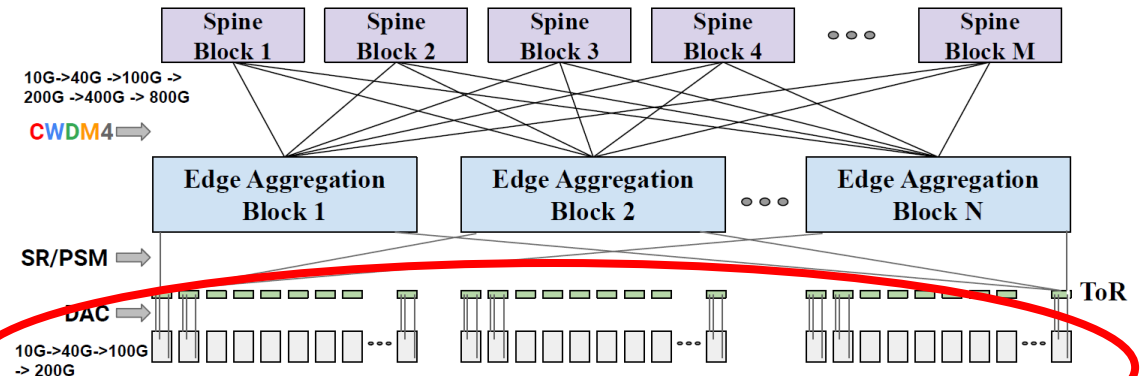 Spine
Block 1
Spine
Block 2
Spine
Block 3
Spine
Block 4
Spine
Block M
10G->40G ->100G ->
200G ->400G -> 800G
CWDM4
Edge Aggregation
Block 1
Edge Aggregation
Block 2
Edge Aggregation
Block N
SR/PSM
ToR
DAC
10G->40G->100G
-> 200G